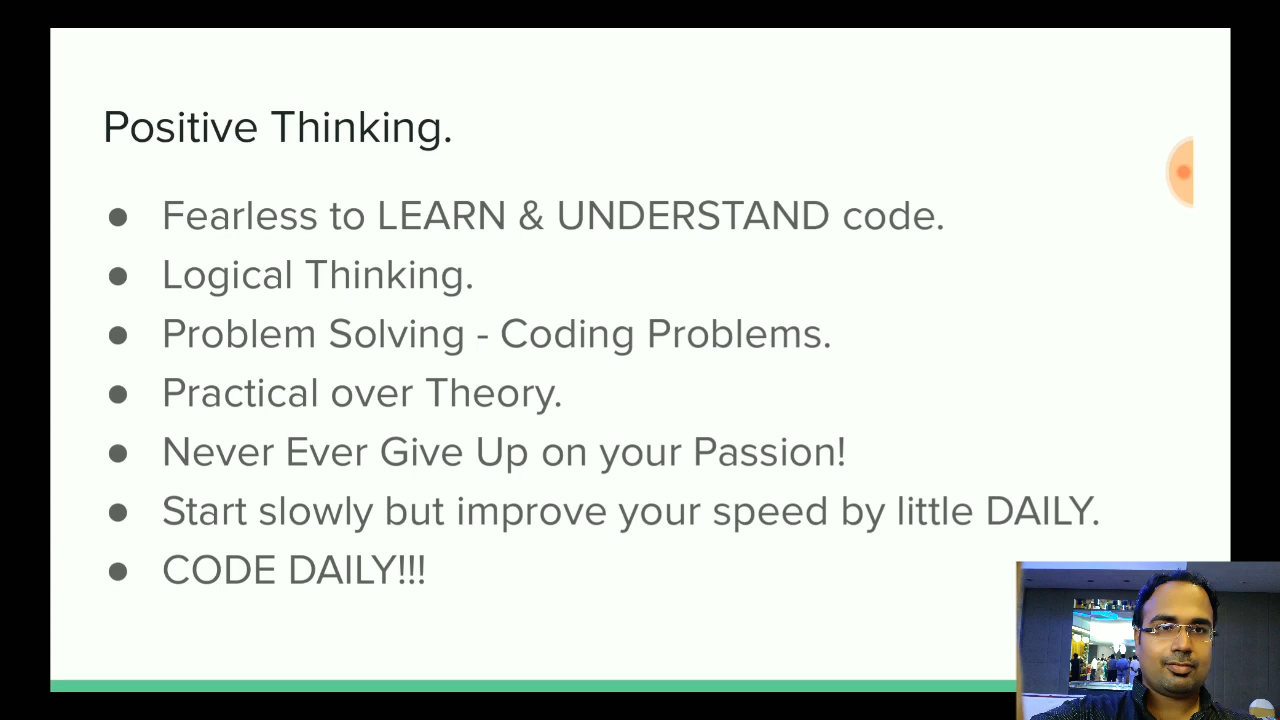 Positive Thinking.
● Fearless to LEARN & UNDERSTAND code.
● Logical Thinking.
● Problem Solving - Coding Problems.
● Practical over Theory.
● Never Ever Give Up on your Passion!
● Start slowly but improve your speed by little DAILY.
● CODE DAILY!!!